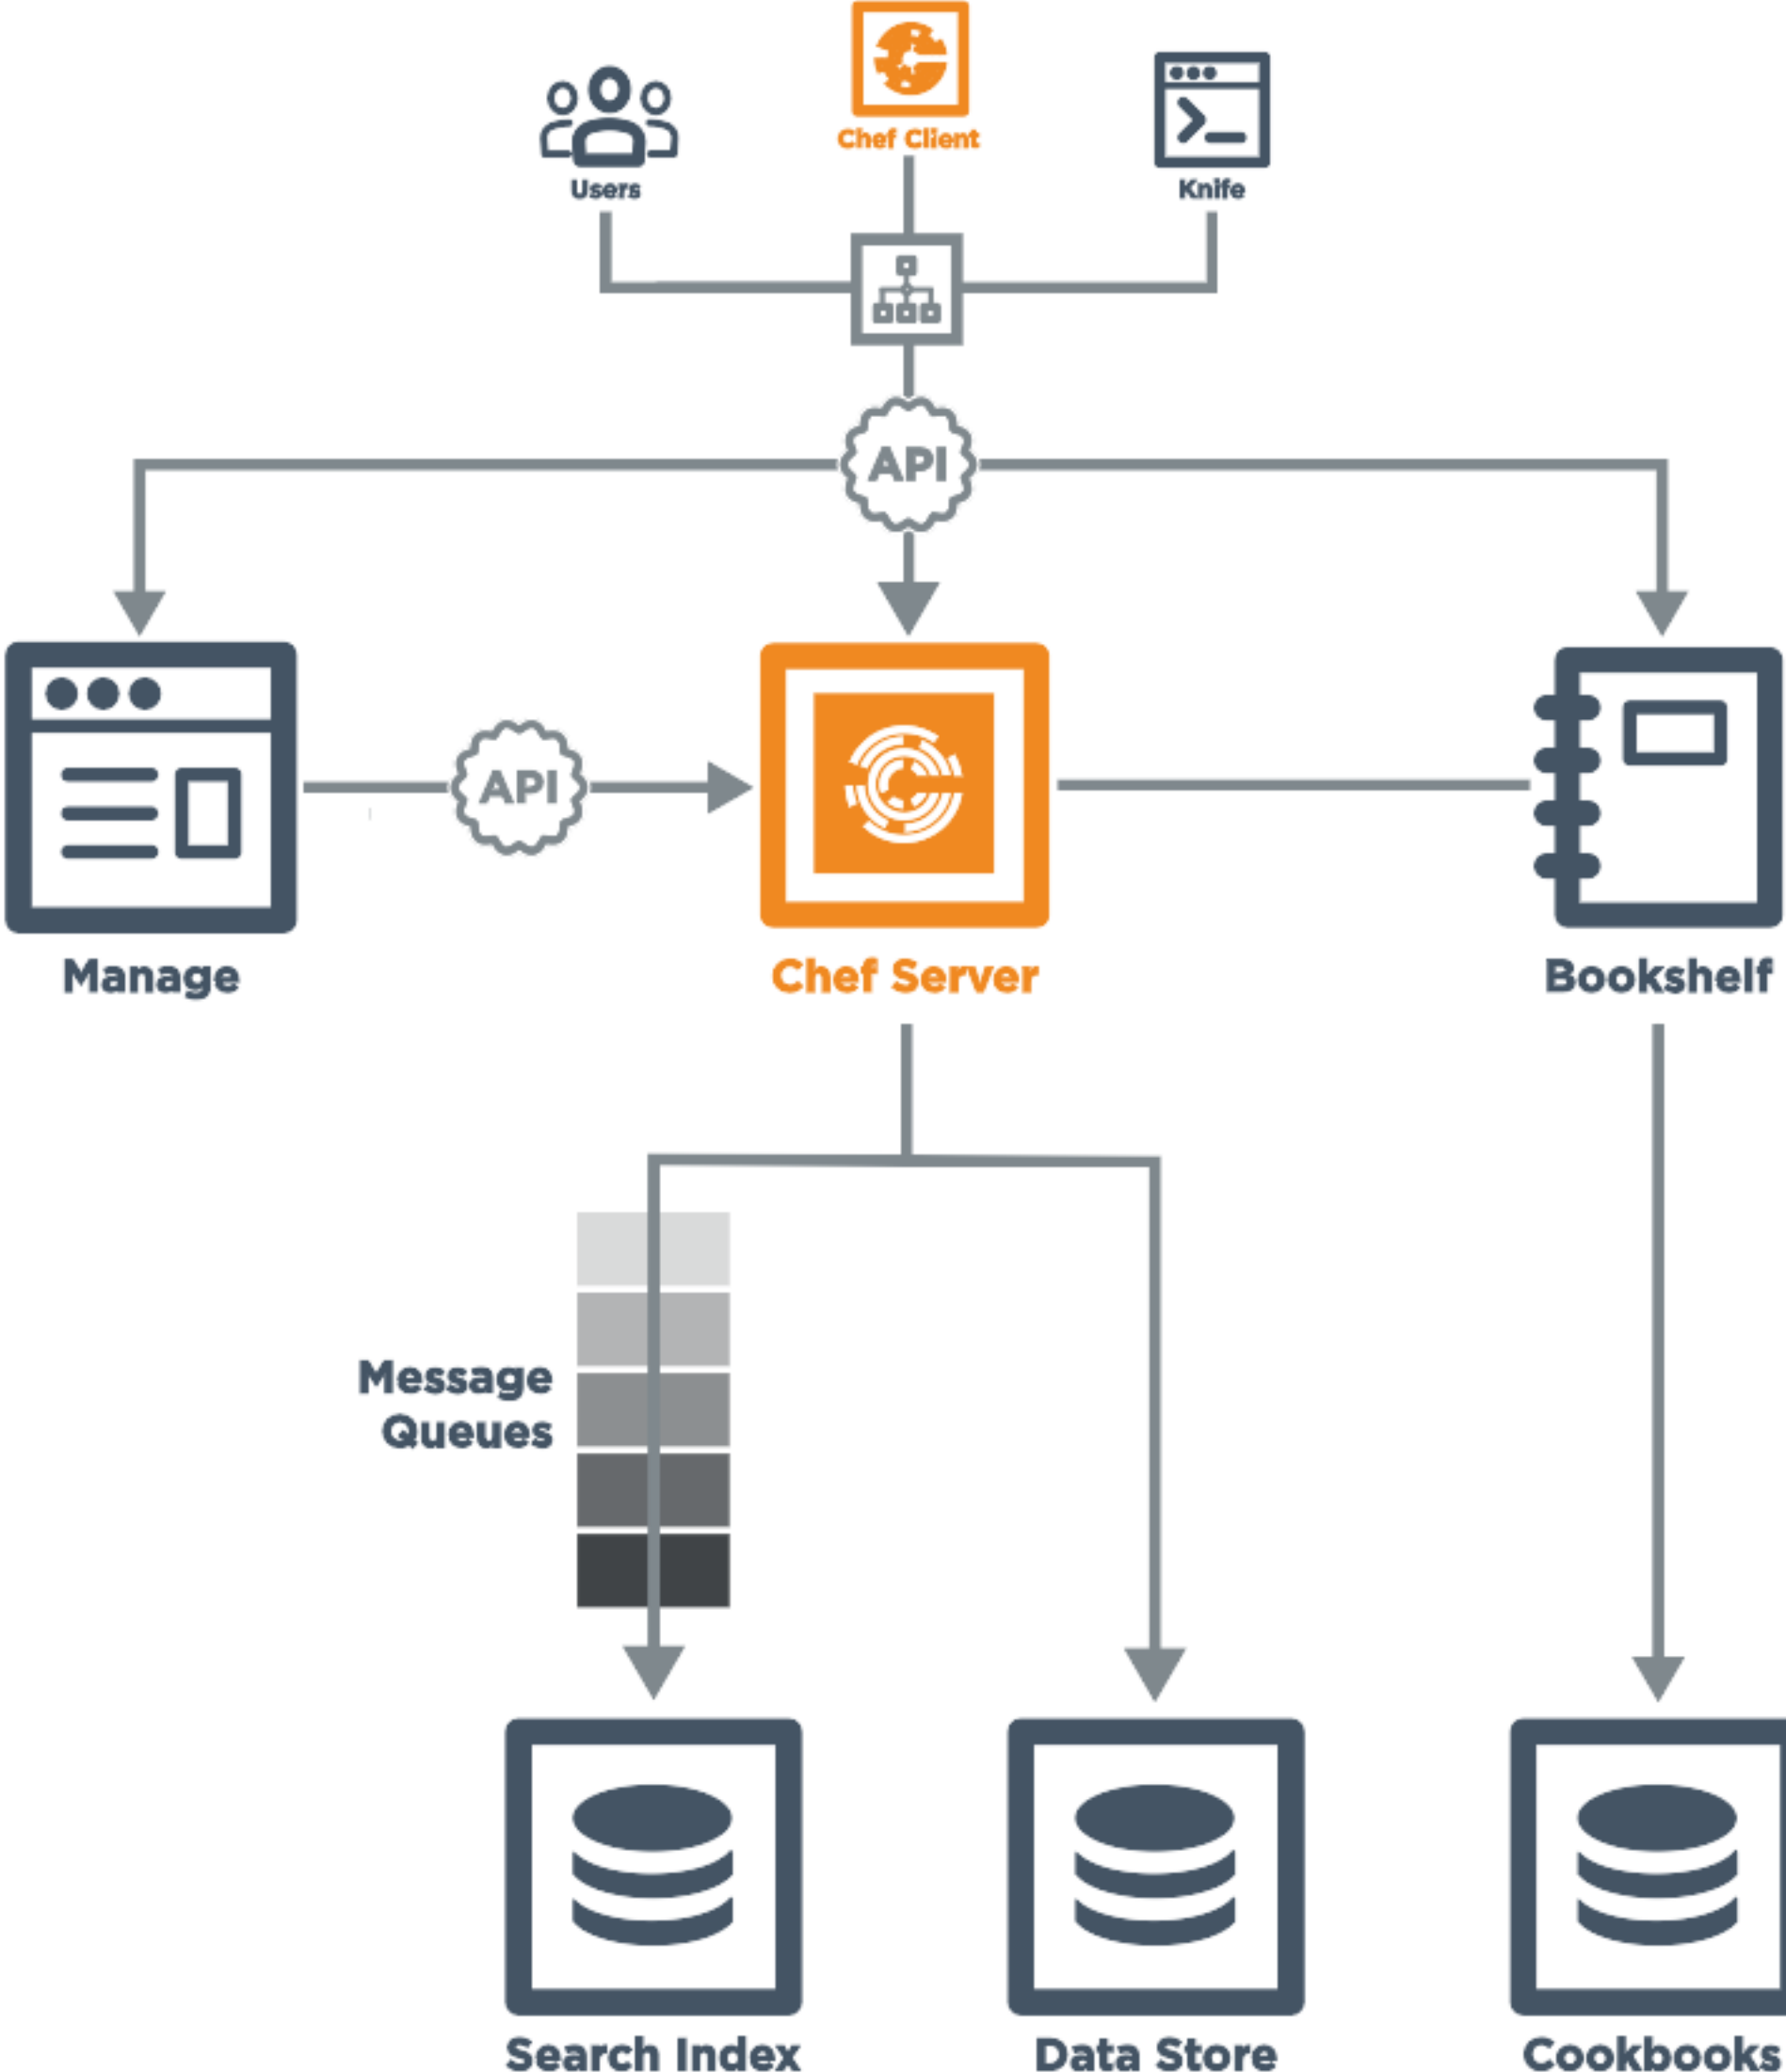 Chef Client
Users
Knife
API
API
Manage
Chef Server
Bookshelf
Message
Queues
Search Index
Data Store
Cookbooks